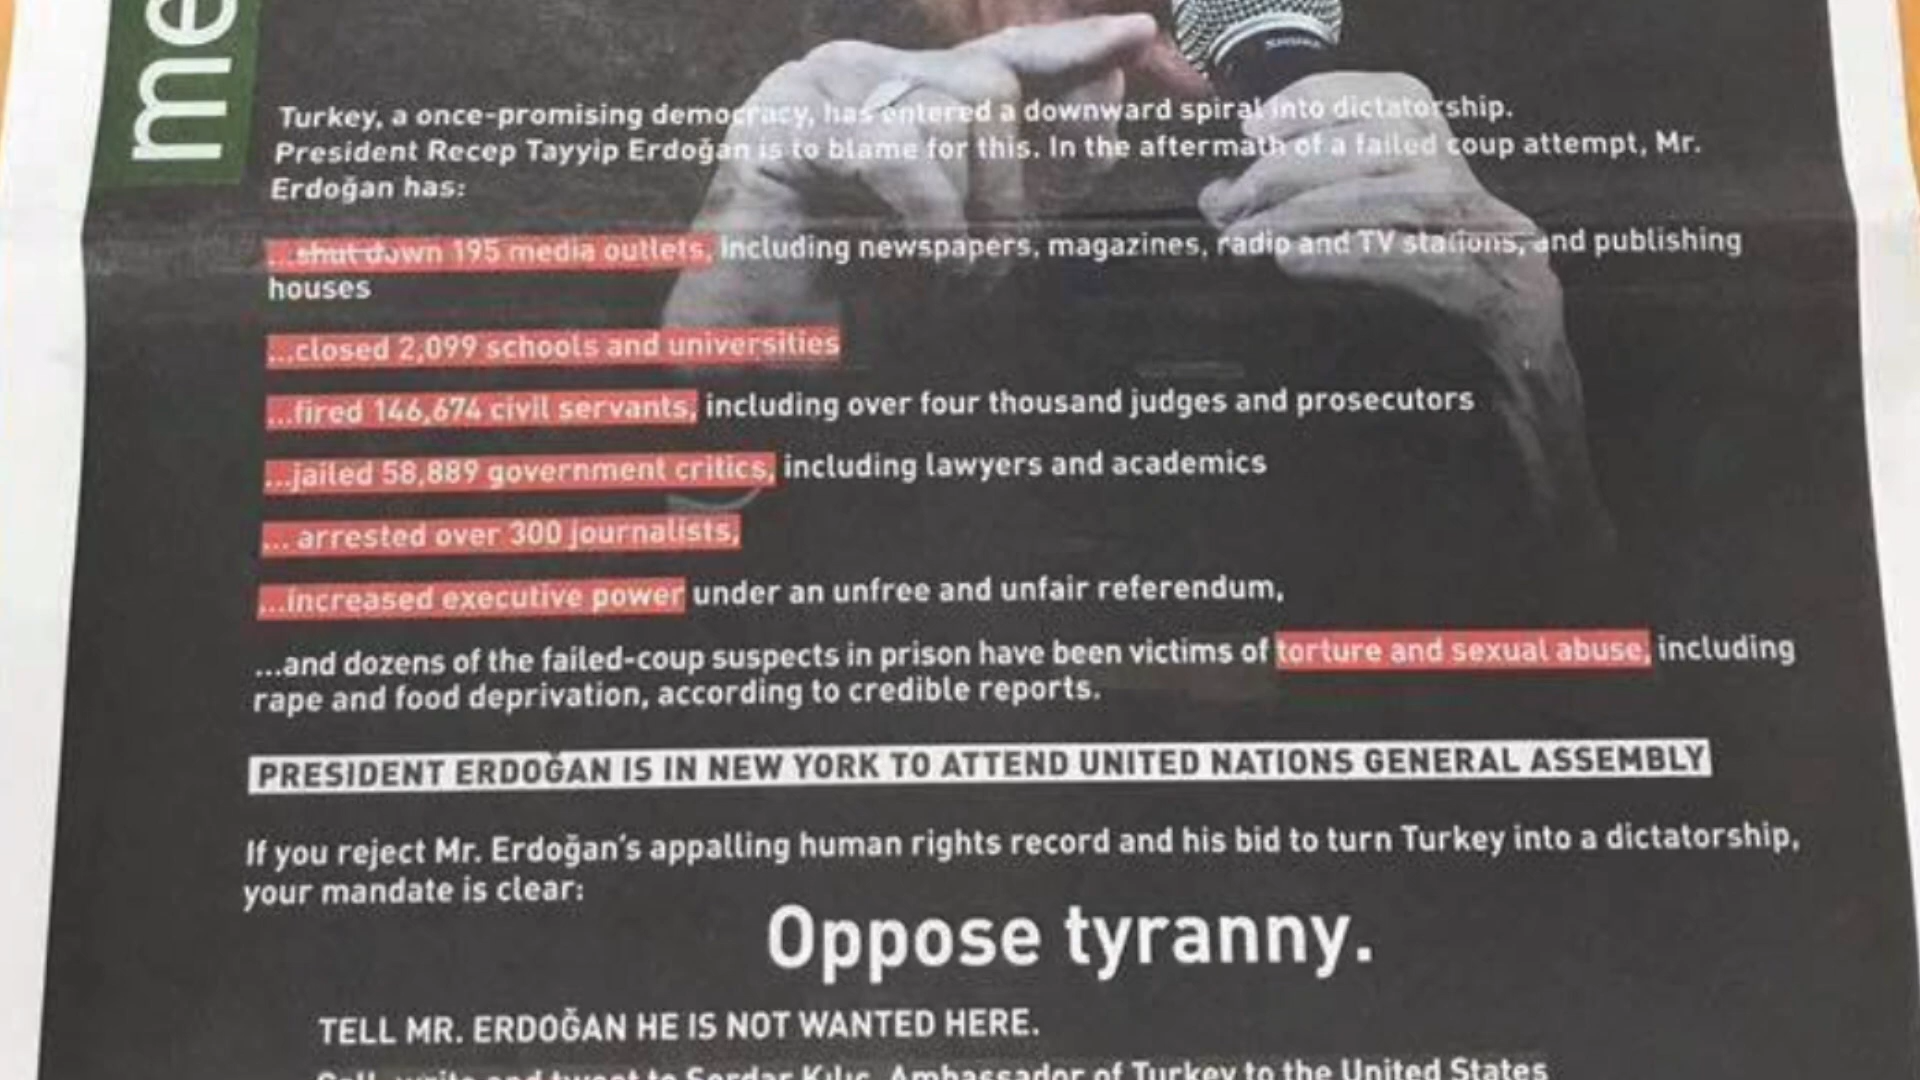 me
Turkey, a once-promising democracy, has entered a downward spiral into dictatorship.
President Recep Tayyip Erdoğan is to blame for this. In the aftermath of a failed coup attempt, Mr.
Erdoğan has:
...shut down 195 media outlets, including newspapers, magazines, radio and TV stations, and publishing
houses
...closed 2,099 schools and universities
...fired 146,674 civil servants, including over four thousand judges and prosecutors
...jailed 58,889 government critics, including lawyers and academics
... arrested over 300 journalists,
...increased executive power under an unfree and unfair referendum,
...and dozens of the failed-coup suspects in prison have been victims of torture and sexual abuse, including
rape and food deprivation, according to credible reports.
PRESIDENT ERDOĞAN IS IN NEW YORK TO ATTEND UNITED NATIONS GENERAL ASSEMBLY
If you reject Mr. Erdoğan's appalling human rights record and his bid to turn Turkey into a dictatorship,
your mandate is clear:
Oppose tyranny.
TELL MR. ERDOĞAN HE IS NOT WANTED HERE.
Call, write and tweet to Serdar Kılıç, Ambassador of Turkey to the United States